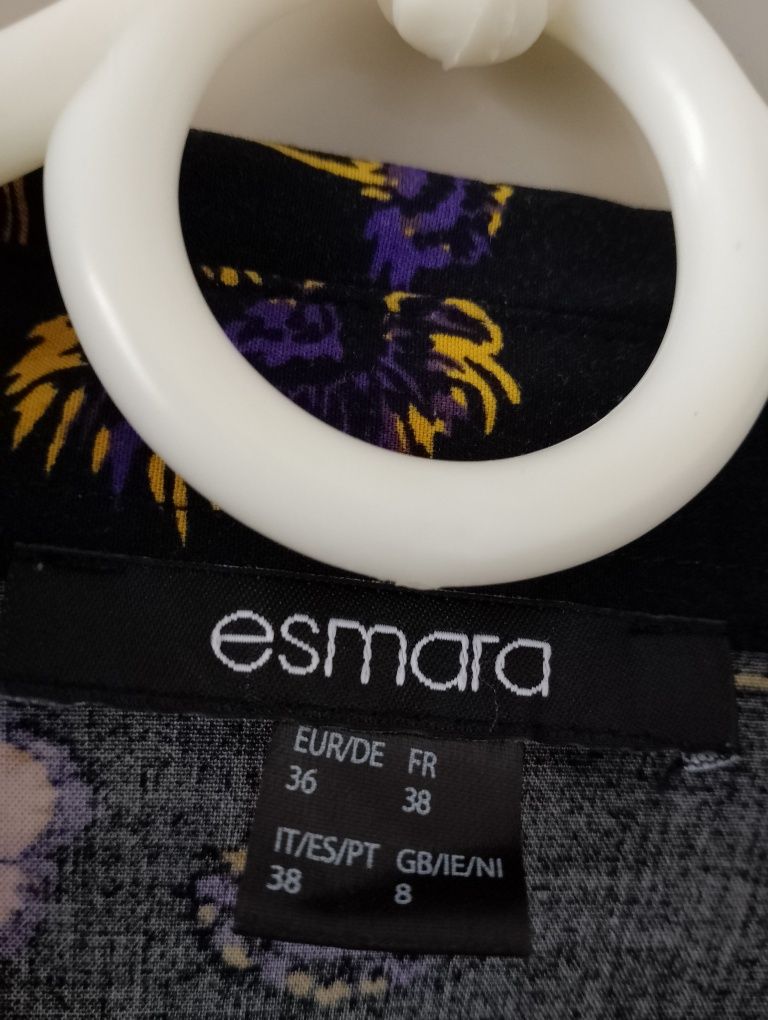 esmara
EUR/DE FR
36 38
IT/ES/PT GB/IE/NI
38 8